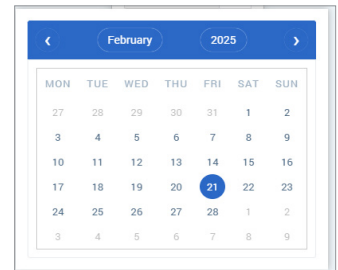 ‹ February 2025 ›
MON TUE WED THU FRI SAT SUN
27 28 29 30 31 1 2
3 4 5 6 7 8 9
10 11 12 13 14 15 16
17 18 19 20 21 22 23
24 25 26 27 28 1 2
3 4 5 6 7 8 9